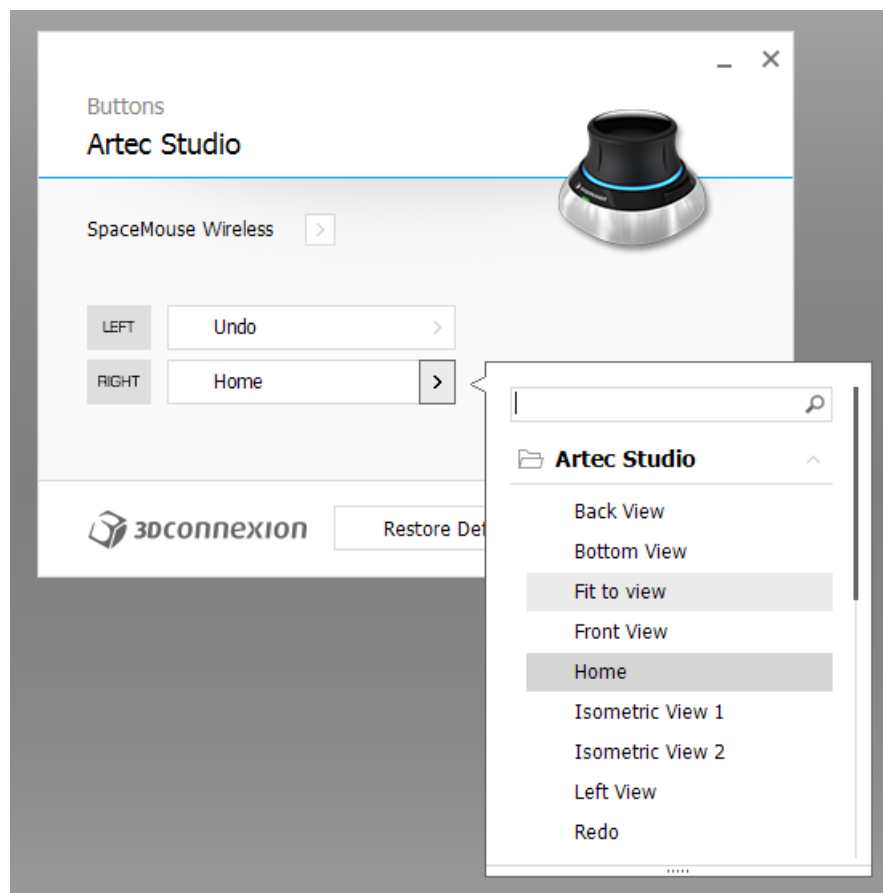 Buttons
Artec Studio
SpaceMouse Wireless
LEFT Undo
RIGHT Home
3Dconnexion
Restore Def
Artec Studio
Back View
Bottom View
Fit to view
Front View
Home
Isometric View 1
Isometric View 2
Left View
Redo